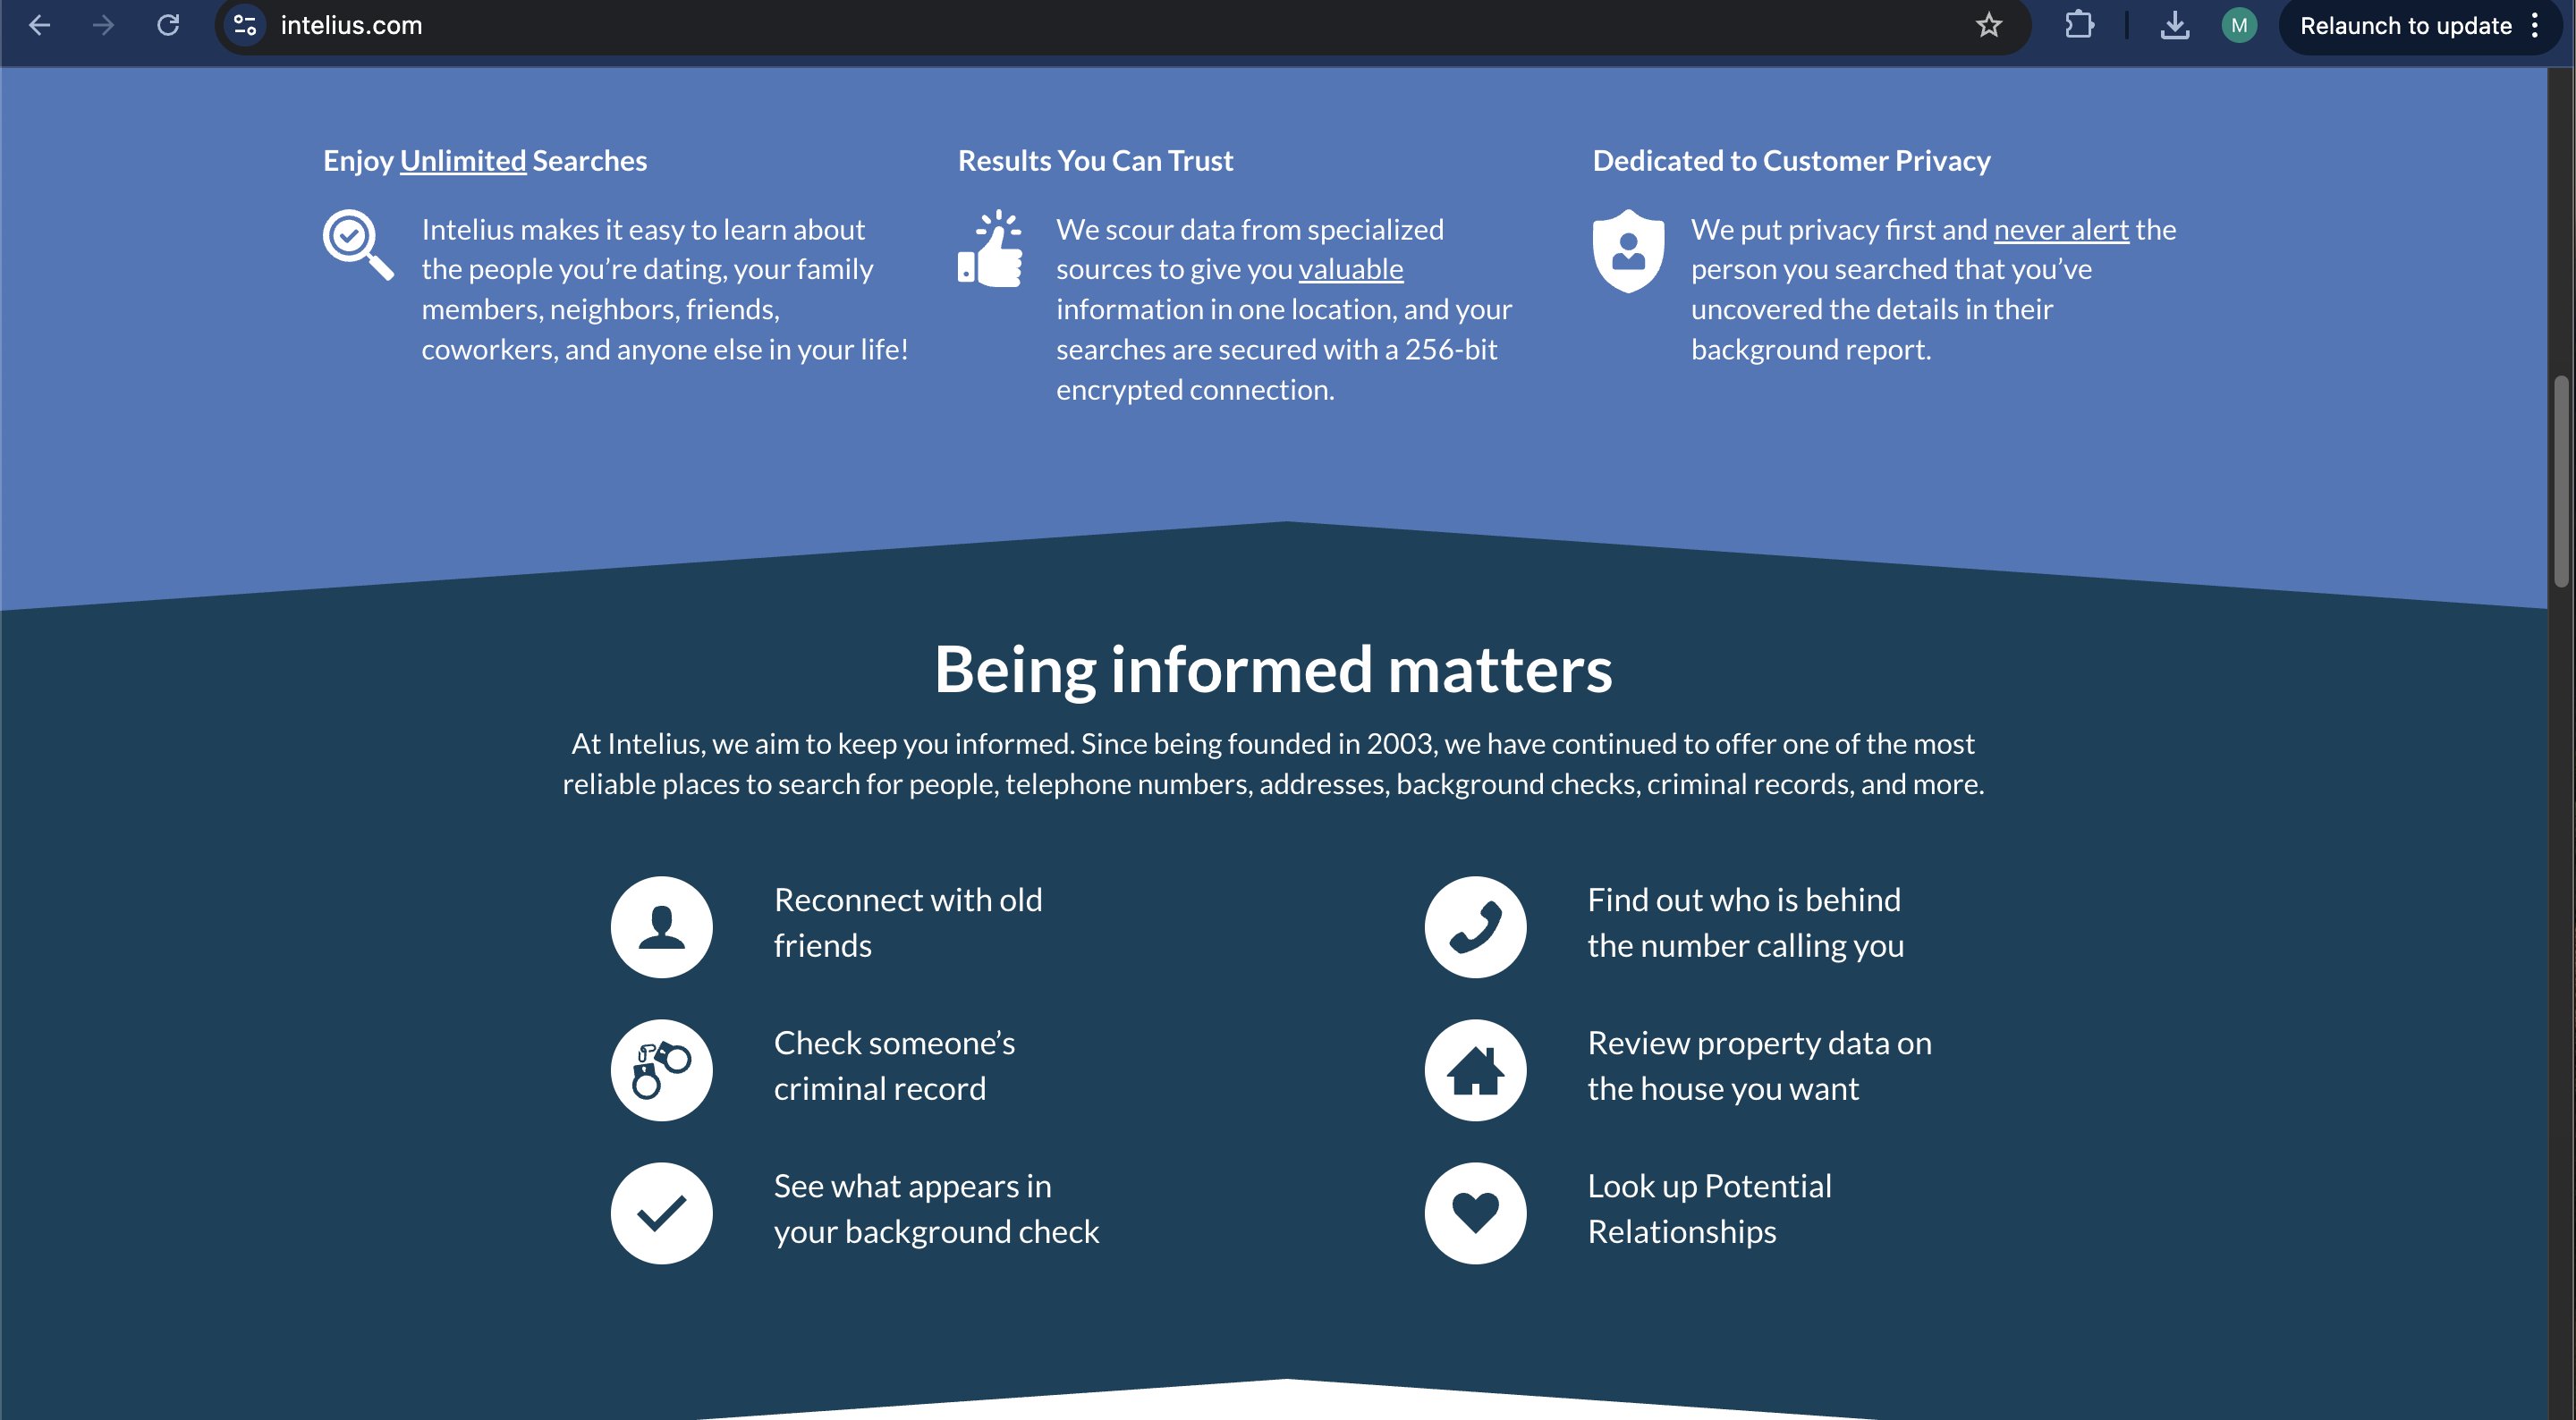 intelius.com
M
Relaunch to update
Enjoy Unlimited Searches
Intelius makes it easy to learn about
the people you’re dating, your family
members, neighbors, friends,
coworkers, and anyone else in your life!
Results You Can Trust
We scour data from specialized
sources to give you valuable
information in one location, and your
searches are secured with a 256-bit
encrypted connection.
Dedicated to Customer Privacy
We put privacy first and never alert the
person you searched that you’ve
uncovered the details in their
background report.
Being informed matters
At Intelius, we aim to keep you informed. Since being founded in 2003, we have continued to offer one of the most
reliable places to search for people, telephone numbers, addresses, background checks, criminal records, and more.
Reconnect with old
friends
Find out who is behind
the number calling you
Check someone’s
criminal record
Review property data on
the house you want
See what appears in
your background check
Look up Potential
Relationships